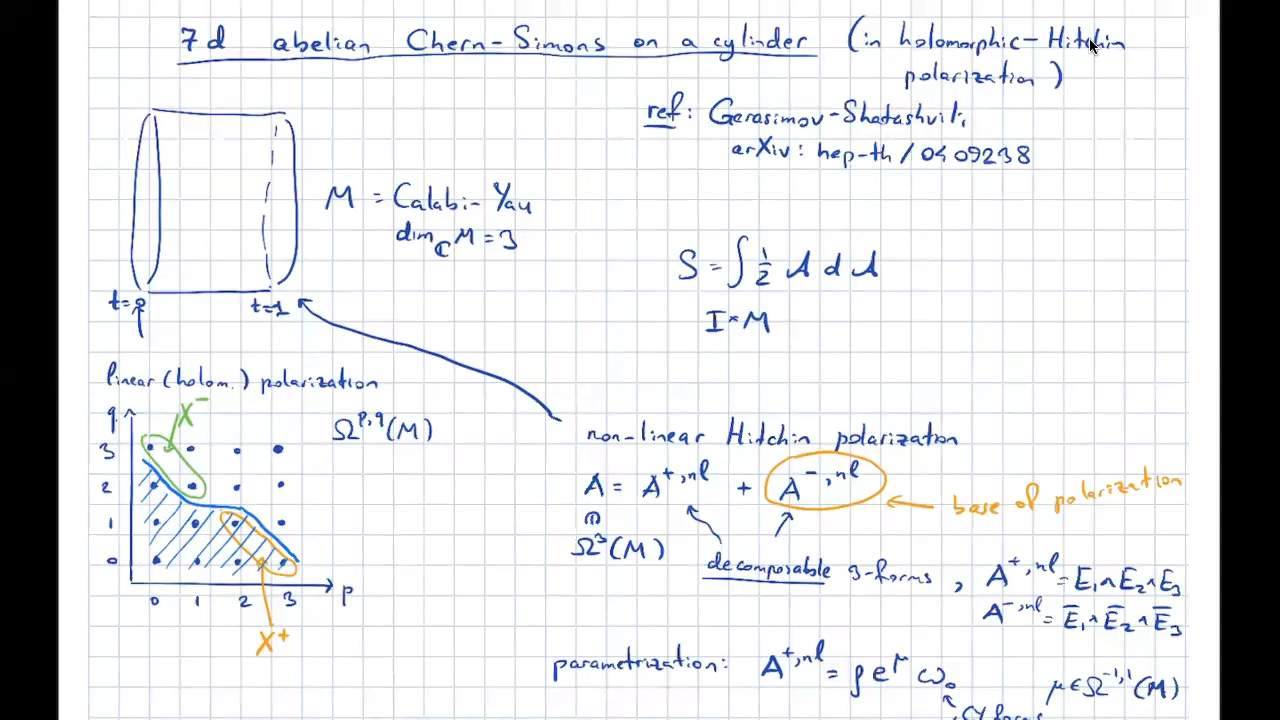 7d abelian Chern-Simons on a cylinder (in holomorphic-Hitchin
polarization)
ref: Gerasimov-Shatashvili
arXiv: hep-th/0409238
M = Calabi-Yau
dim_C M = 3
S = ∫ 1/2 A d A
I×M
t=0
t=1
linear (holom.) polarization
q
X^-
Ω^{p,q}(M)
3
2
1
0
0 1 2 3 p
X^+
non-linear Hitchin polarization
A = A^{+,nl} + A^{-,nl}
base of polarization
Ω^3(M)
decomposable 3-forms, A^{+,nl} = E_1∧E_2∧E_3
A^{-,nl} = Ē_1∧Ē_2∧Ē_3
parametrization: A^{+,nl} = ρ e^μ ω_0
μ ∈ Ω^{-1,1}(M)
CY form